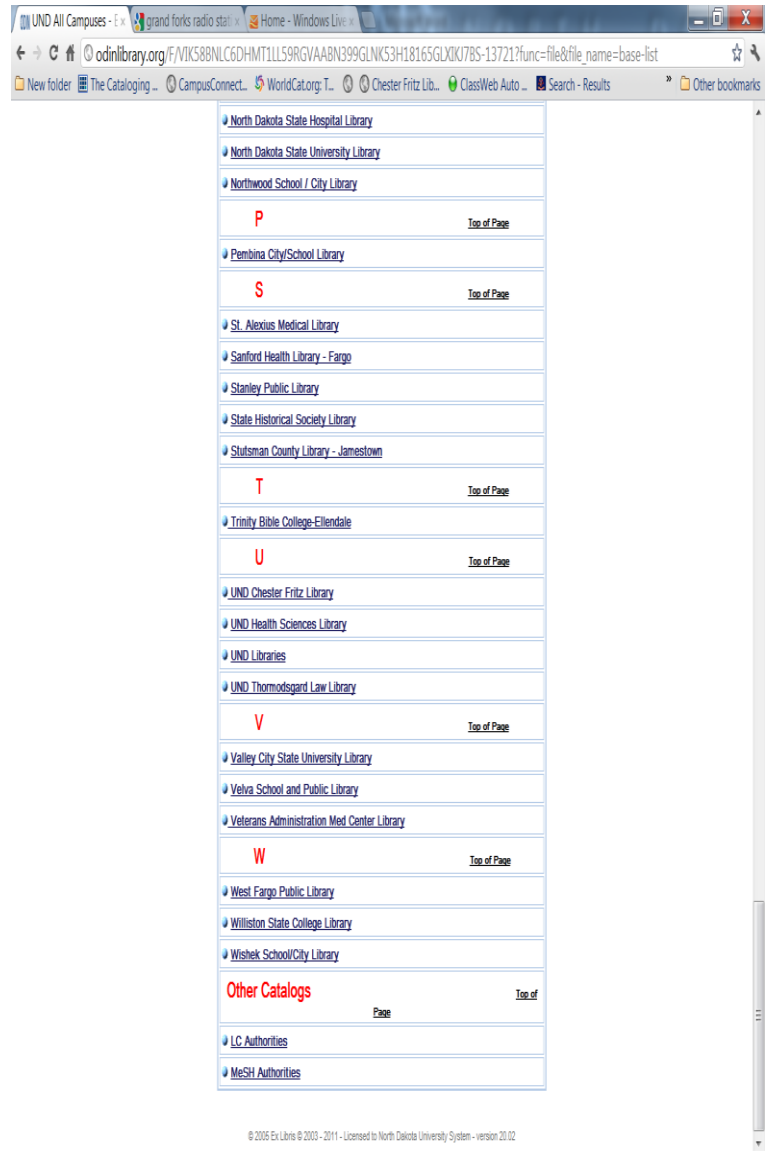 UND All Campuses - Ex
grand forks radio stati
Home - Windows Live
odinlibrary.org/F/VIK58BNLC6DHMT1LL59RGVAABN399GLNK53H18165GLXIKJ7BS-13721?func=file&file_name=base-list
New folder The Cataloging ... CampusConnect... WorldCat.org: T... Chester Fritz Lib... ClassWeb Auto ... Search - Results » Other bookmarks
North Dakota State Hospital Library
North Dakota State University Library
Northwood School / City Library
P Top of Page
Pembina City/School Library
S Top of Page
St. Alexius Medical Library
Sanford Health Library - Fargo
Stanley Public Library
State Historical Society Library
Stutsman County Library - Jamestown
T Top of Page
Trinity Bible College-Ellendale
U Top of Page
UND Chester Fritz Library
UND Health Sciences Library
UND Libraries
UND Thormodsgard Law Library
V Top of Page
Valley City State University Library
Velva School and Public Library
Veterans Administration Med Center Library
W Top of Page
West Fargo Public Library
Williston State College Library
Wishek School/City Library
Other Catalogs Top of
Page
LC Authorities
MeSH Authorities
© 2005 Ex Libris © 2003 - 2011 - Licensed to North Dakota University System - version 20.02